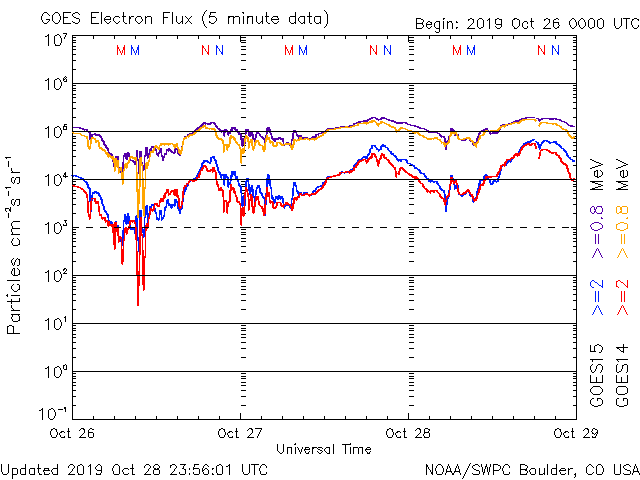 GOES Electron Flux (5 minute data)
Begin: 2019 Oct 26 0000 UTC
M M N N M M N N M M N N
10⁷
10⁶
10⁵
10⁴
10³
10²
10¹
10⁰
10⁻¹
Particles cm⁻²s⁻¹sr⁻¹
Oct 26 Oct 27 Oct 28 Oct 29
Universal Time
GOES15 >=2 >=0.8 MeV
GOES14 >=2 >=0.8 MeV
Updated 2019 Oct 28 23:56:01 UTC
NOAA/SWPC Boulder, CO USA